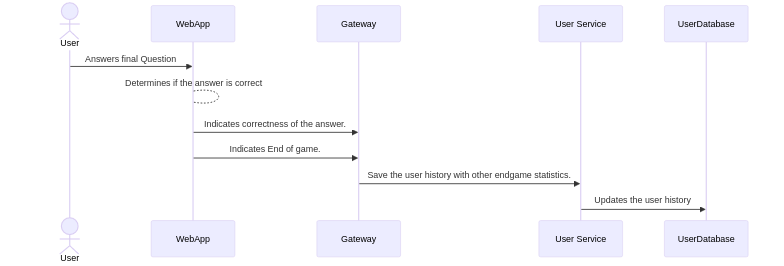 User
WebApp
Gateway
User Service
UserDatabase
Answers final Question
Determines if the answer is correct
Indicates correctness of the answer.
Indicates End of game.
Save the user history with other endgame statistics.
Updates the user history
User
WebApp
Gateway
User Service
UserDatabase